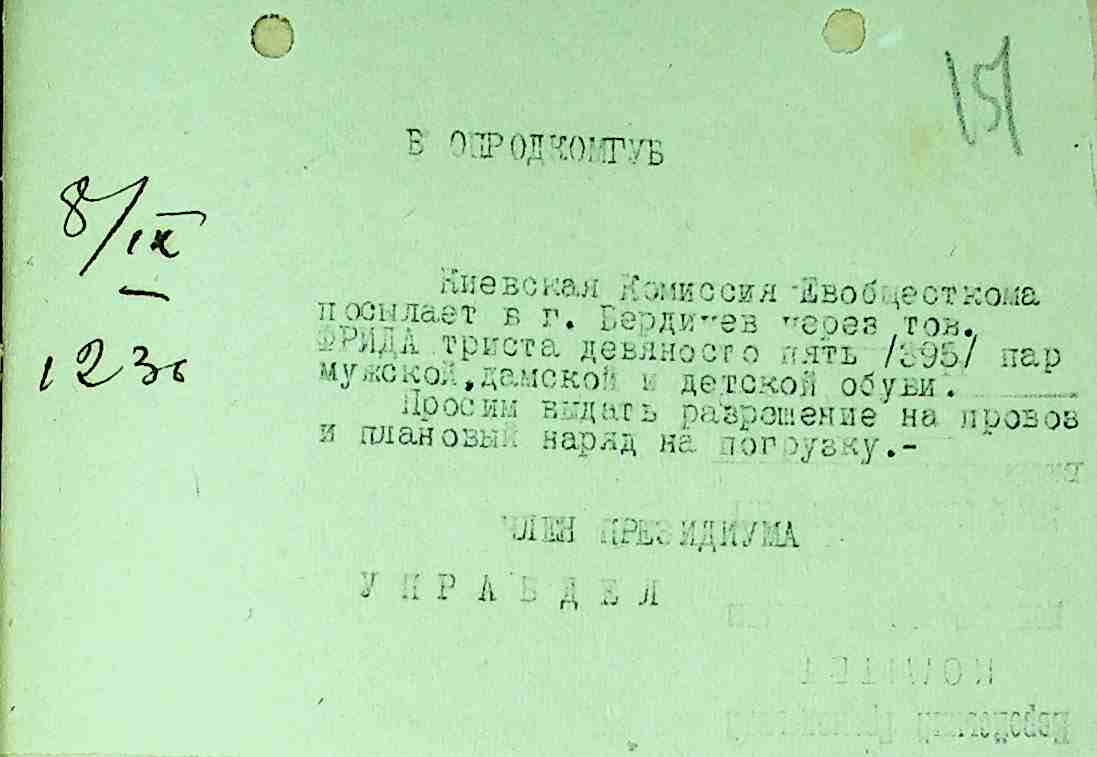 151
В ОПРОДКОМГУБ
8/IX
Киевская Комиссия Евобщесткома
посылает в г. Бердичев через тов.
ФРИДА триста девяносто пять /395/ пар
мужской,дамской и детской обуви.
Просим выдать разрешение на провоз
и плановый наряд на погрузку.-
ЧЛЕН ПРЕЗИДИУМА
УПРАВДЕЛ